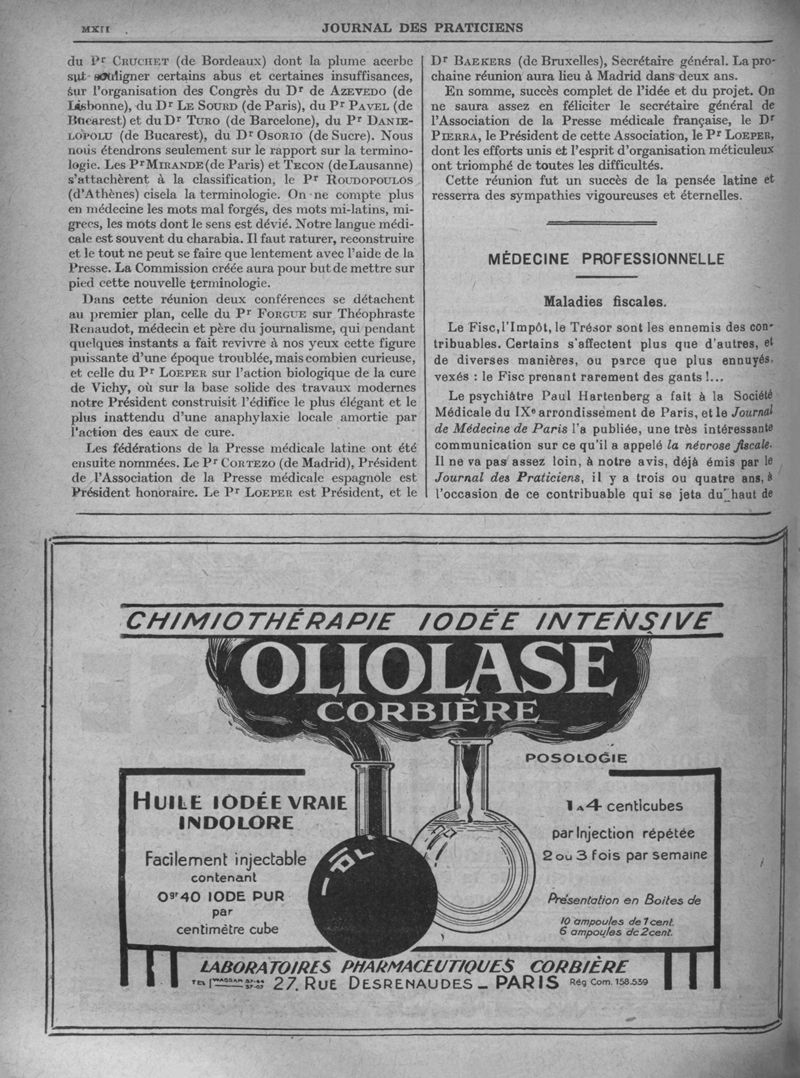 MXII
JOURNAL DES PRATICIENS
du Pr CRUCHET (de Bordeaux) dont la plume acerbe
sut souligner certains abus et certaines insuffisances,
sur l'organisation des Congrès du Dr de AZEVEDO (de
Lisbonne), du Dr LE SOURD (de Paris), du Pr PAVEL (de
Bucarest) et du Dr TURO (de Barcelone), du Pr DANIE-
LOPOLU (de Bucarest), du Dr OSORIO (de Sucre). Nous
nous étendrons seulement sur le rapport sur la termino-
logie. Les Pr MIRANDE (de Paris) et TECON (de Lausanne)
s'attachèrent à la classification, le Pr ROUDOPOULOS
(d'Athènes) cisela la terminologie. On ne compte plus
en médecine les mots mal forgés, des mots mi-latins, mi-
grecs, les mots dont le sens est dévié. Notre langue médi-
cale est souvent du charabia. Il faut raturer, reconstruire
et le tout ne peut se faire que lentement avec l'aide de la
Presse. La Commission créée aura pour but de mettre sur
pied cette nouvelle terminologie.
Dans cette réunion deux conférences se détachent
au premier plan, celle du Pr FORGUE sur Théophraste
Renaudot, médecin et père du journalisme, qui pendant
quelques instants a fait revivre à nos yeux cette figure
puissante d'une époque troublée, mais combien curieuse,
et celle du Pr LOEPER sur l'action biologique de la cure
de Vichy, où sur la base solide des travaux modernes
notre Président construisit l'édifice le plus élégant et le
plus inattendu d'une anaphylaxie locale amortie par
l'action des eaux de cure.
Les fédérations de la Presse médicale latine ont été
ensuite nommées. Le Pr CORTEZO (de Madrid), Président
de l'Association de la Presse médicale espagnole est
Président honoraire. Le Pr LOEPER est Président, et le
Dr BAEKERS (de Bruxelles), Secrétaire général. La pro-
chaine réunion aura lieu à Madrid dans deux ans.
En somme, succès complet de l'idée et du projet. On
ne saura assez en féliciter le secrétaire général de
l'Association de la Presse médicale française, le Dr
PIERRA, le Président de cette Association, le Pr LOEPER,
dont les efforts unis et l'esprit d'organisation méticuleux
ont triomphé de toutes les difficultés.
Cette réunion fut un succès de la pensée latine et
resserra des sympathies vigoureuses et éternelles.
MÉDECINE PROFESSIONNELLE
Maladies fiscales.
Le Fisc, l'Impôt, le Trésor sont les ennemis des con-
tribuables. Certains s'affectent plus que d'autres, et
de diverses manières, ou parce que plus ennuyés,
vexés : le Fisc prenant rarement des gants !...
Le psychiâtre Paul Hartenberg a fait à la Société
Médicale du IXe arrondissement de Paris, et le Journal
de Médecine de Paris l'a publiée, une très intéressante
communication sur ce qu'il a appelé la névrose fiscale.
Il ne va pas assez loin, à notre avis, déjà émis par le
Journal des Praticiens, il y a trois ou quatre ans, à
l'occasion de ce contribuable qui se jeta du haut de
CHIMIOTHÉRAPIE IODÉE INTENSIVE
OLIOLASE
CORBIÈRE
HUILE IODÉE VRAIE
INDOLORE
Facilement injectable
contenant
0gr40 IODE PUR
par
centimètre cube
POSOLOGIE
1 A 4 centicubes
par Injection répétée
2 ou 3 fois par semaine
Présentation en Boites de
10 ampoules de 1 cent.
6 ampoules de 2 cent.
LABORATOIRES PHARMACEUTIQUES CORBIÈRE
27. RUE DESRENAUDES _ PARIS Rég Com. 158.539